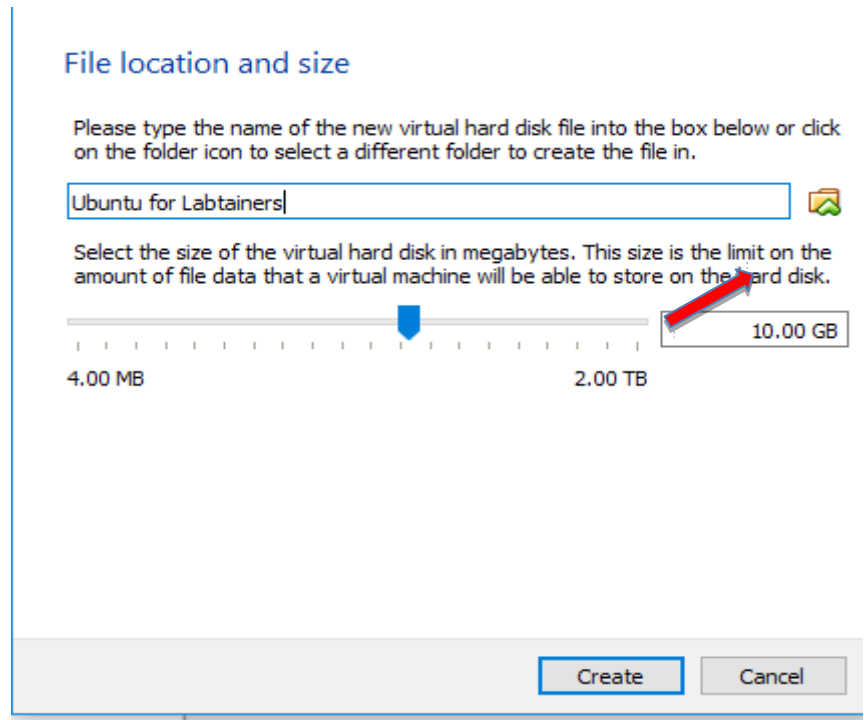 File location and size
Please type the name of the new virtual hard disk file into the box below or click
on the folder icon to select a different folder to create the file in.
Ubuntu for Labtainers
Select the size of the virtual hard disk in megabytes. This size is the limit on the
amount of file data that a virtual machine will be able to store on the hard disk.
10.00 GB
4.00 MB
2.00 TB
Create
Cancel